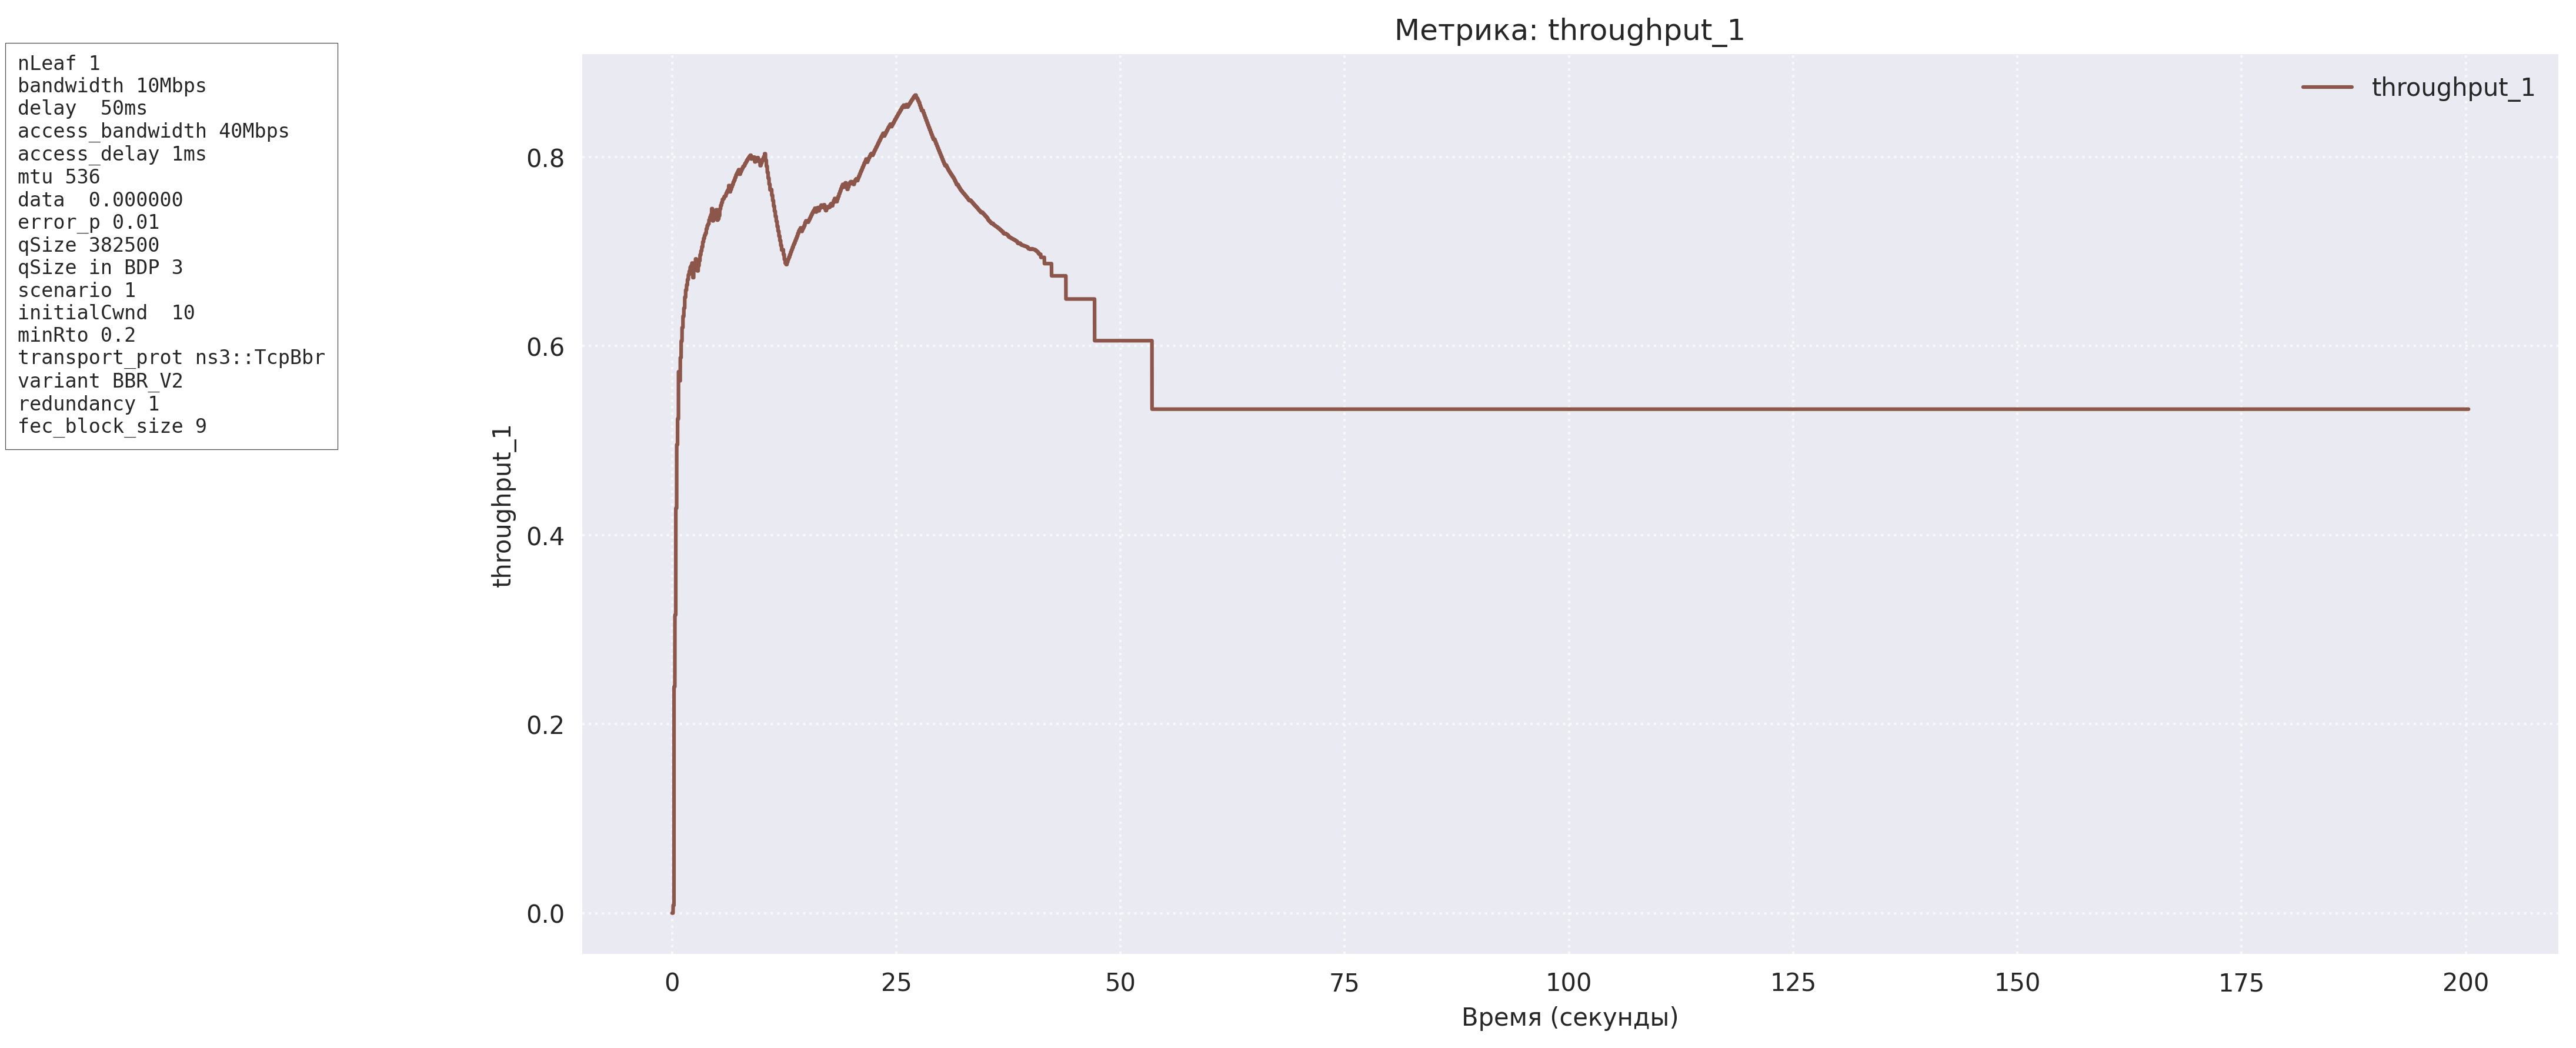 Метрика: throughput_1
nLeaf 1
bandwidth 10Mbps
delay  50ms
access_bandwidth 40Mbps
access_delay 1ms
mtu 536
data  0.000000
error_p 0.01
qSize 382500
qSize in BDP 3
scenario 1
initialCwnd  10
minRto 0.2
transport_prot ns3::TcpBbr
variant BBR_V2
redundancy 1
fec_block_size 9
throughput_1
throughput_1
0.8
0.6
0.4
0.2
0.0
0 25 50 75 100 125 150 175 200
Время (секунды)